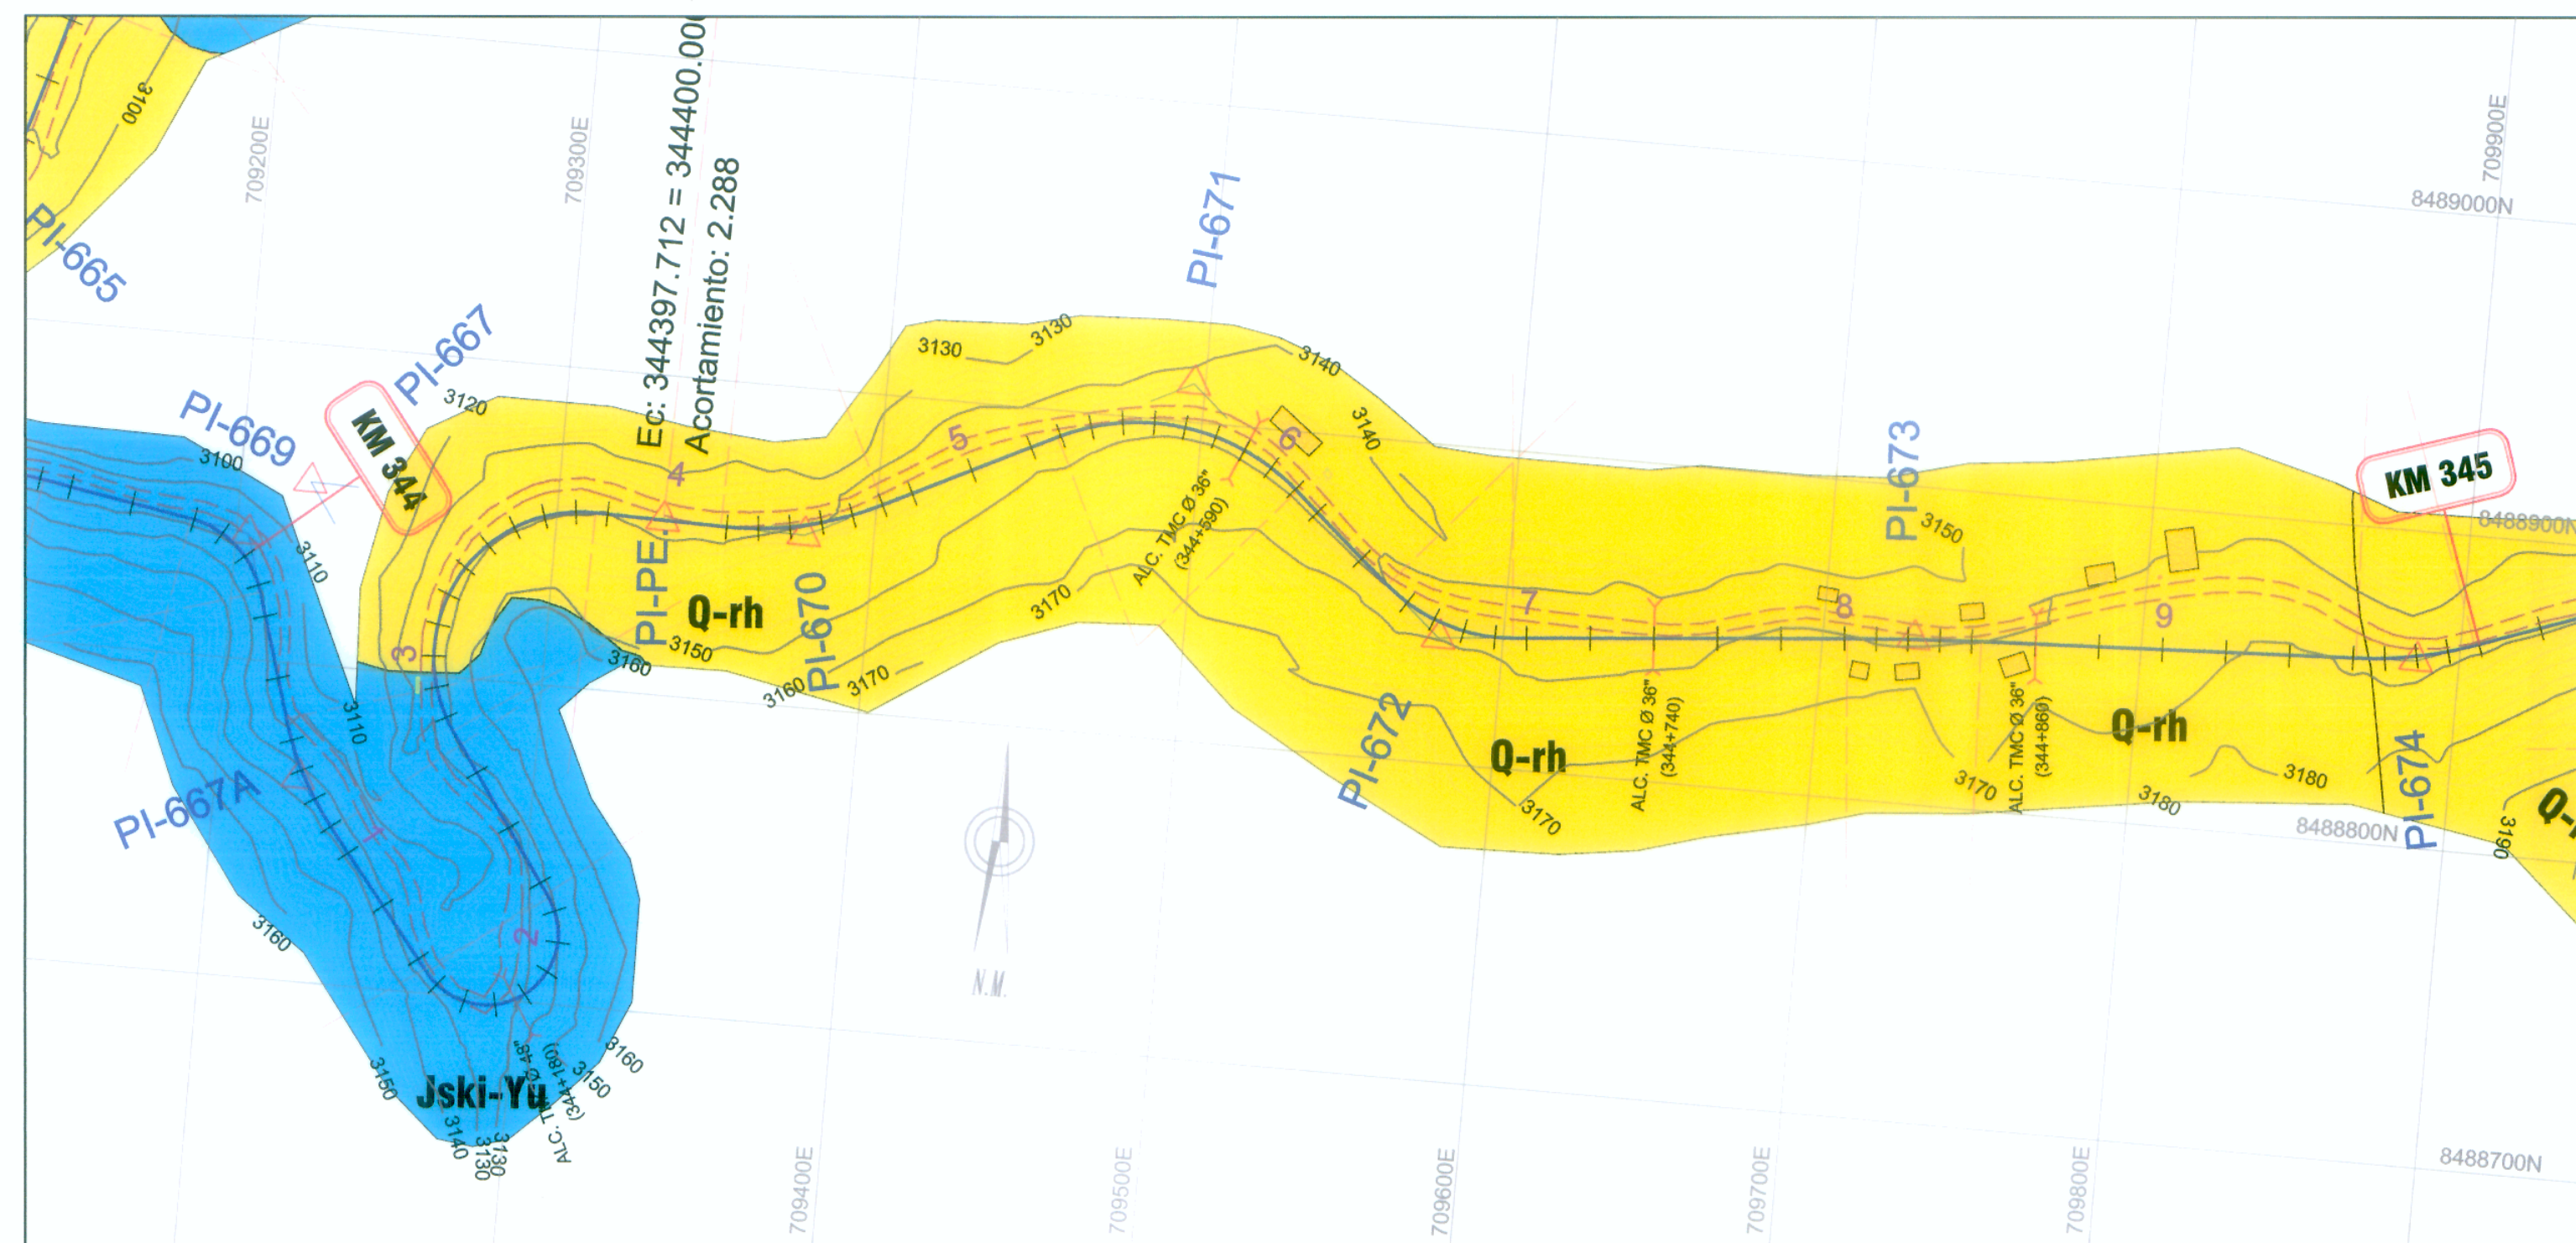 3100
709200E
709300E
Ec: 344397.712 = 344400.00
Acortamiento: 2.288
PI-671
709900E
8489000N
PI-665
PI-667
PI-669
KM 344
3120
3130
3130
3140
3140
PI-673
KM 345
3100
3110
4
5
6
3150
8488900N
ALC. TMC Ø 36"
(344+590)
PI-PE.
PI-670
Q-rh
3
3150
3160
3160
3170
3170
7
8
9
3110
PI-667A
1
2
PI-672
Q-rh
ALC. TMC Ø 36"
(344+740)
ALC. TMC Ø 36"
(344+860)
Q-rh
3170
3170
3180
3180
8488800N
PI-674
3190
Q-
3160
N.M.
3150
Jski-Yu
3140
3130
3130
(344+180)
3150
3160
709400E
709500E
709600E
709700E
709800E
8488700N